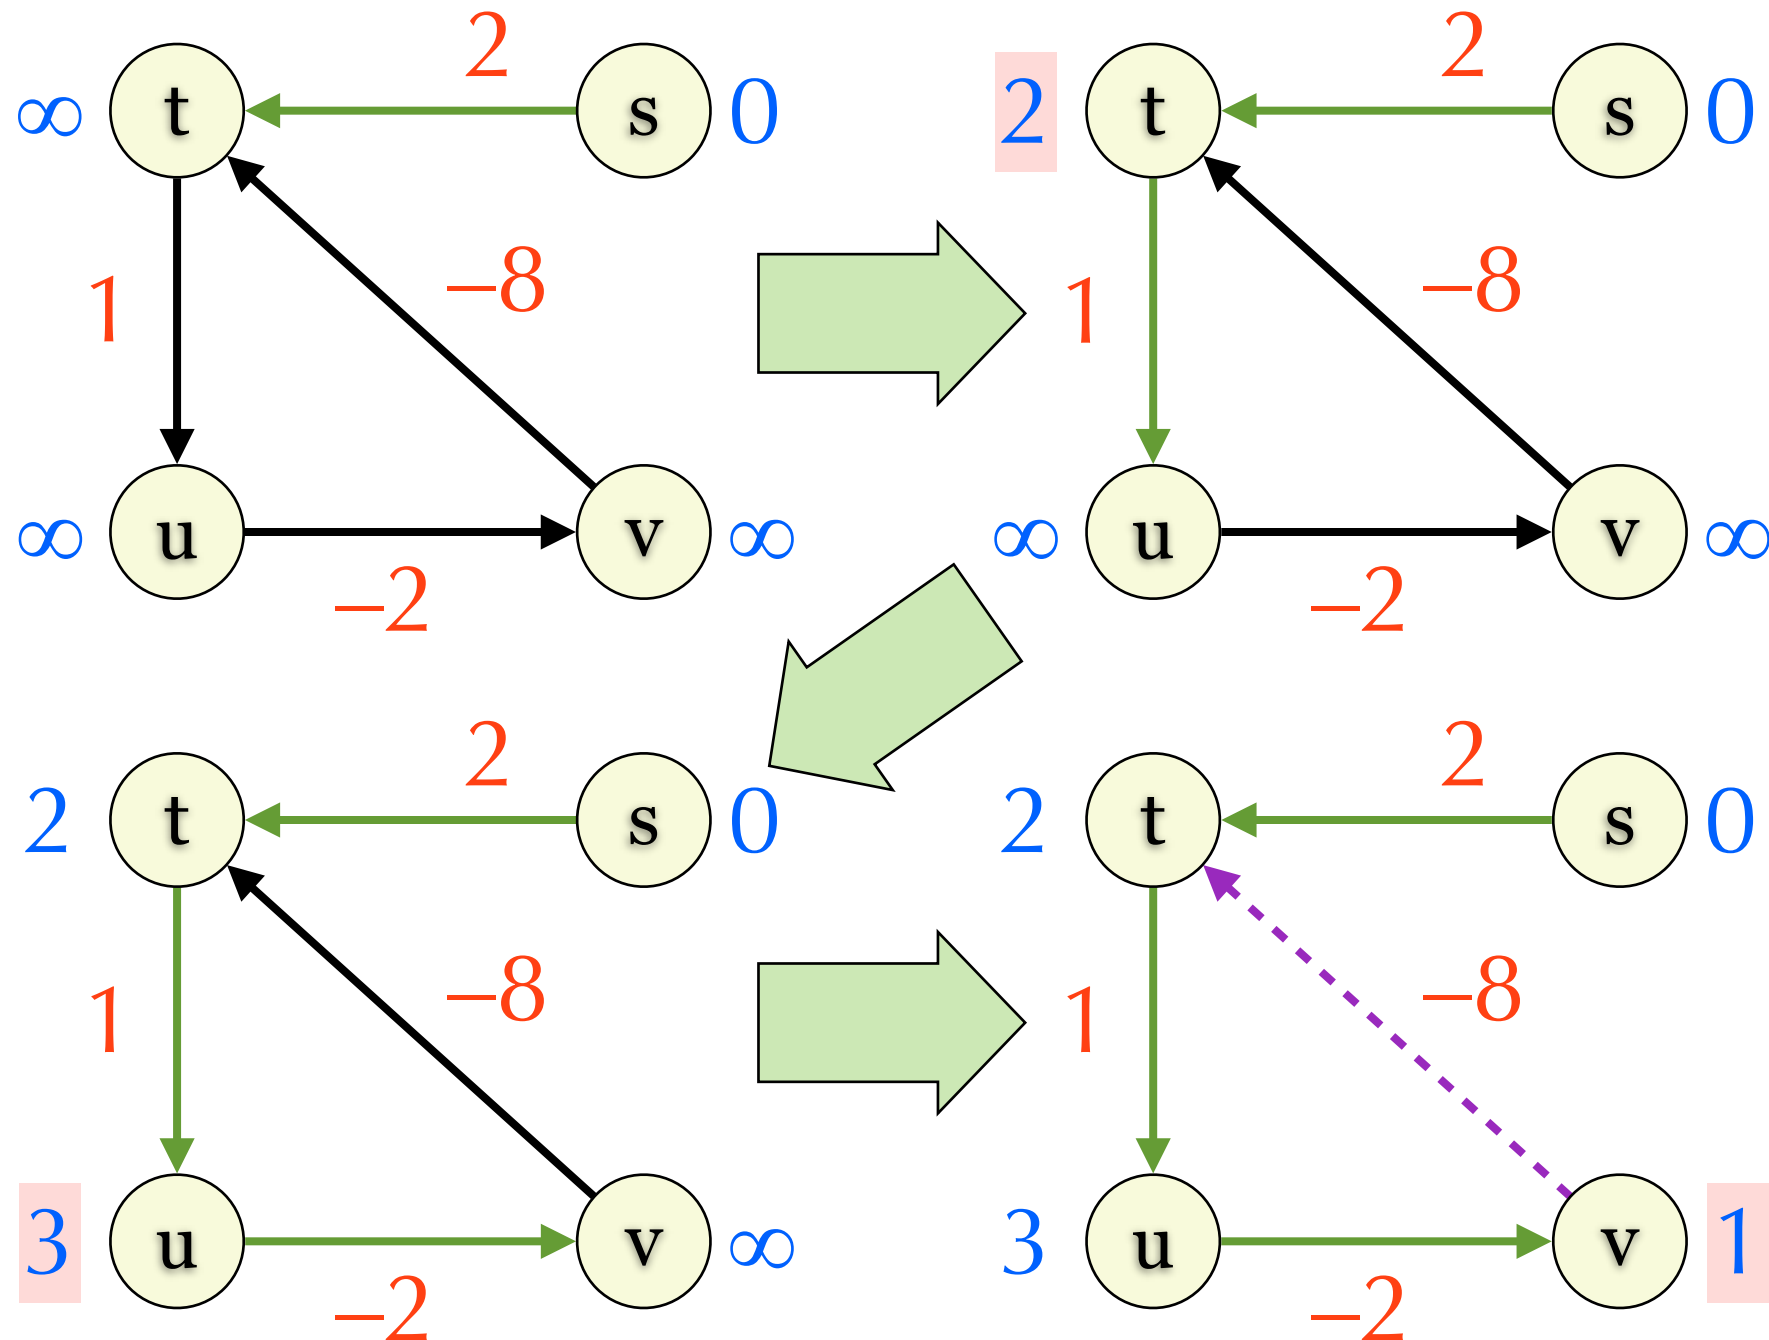 2 2
∞ t s 0 2 t s 0
1 –8 1 –8
∞ u v ∞ ∞ u v ∞
–2 –2
2 2
2 t s 0 2 t s 0
1 –8 1 –8
3 u v ∞ 3 u v 1
–2 –2